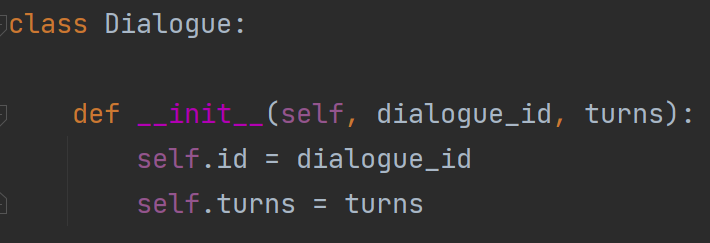 class Dialogue:
def __init__(self, dialogue_id, turns):
self.id = dialogue_id
self.turns = turns